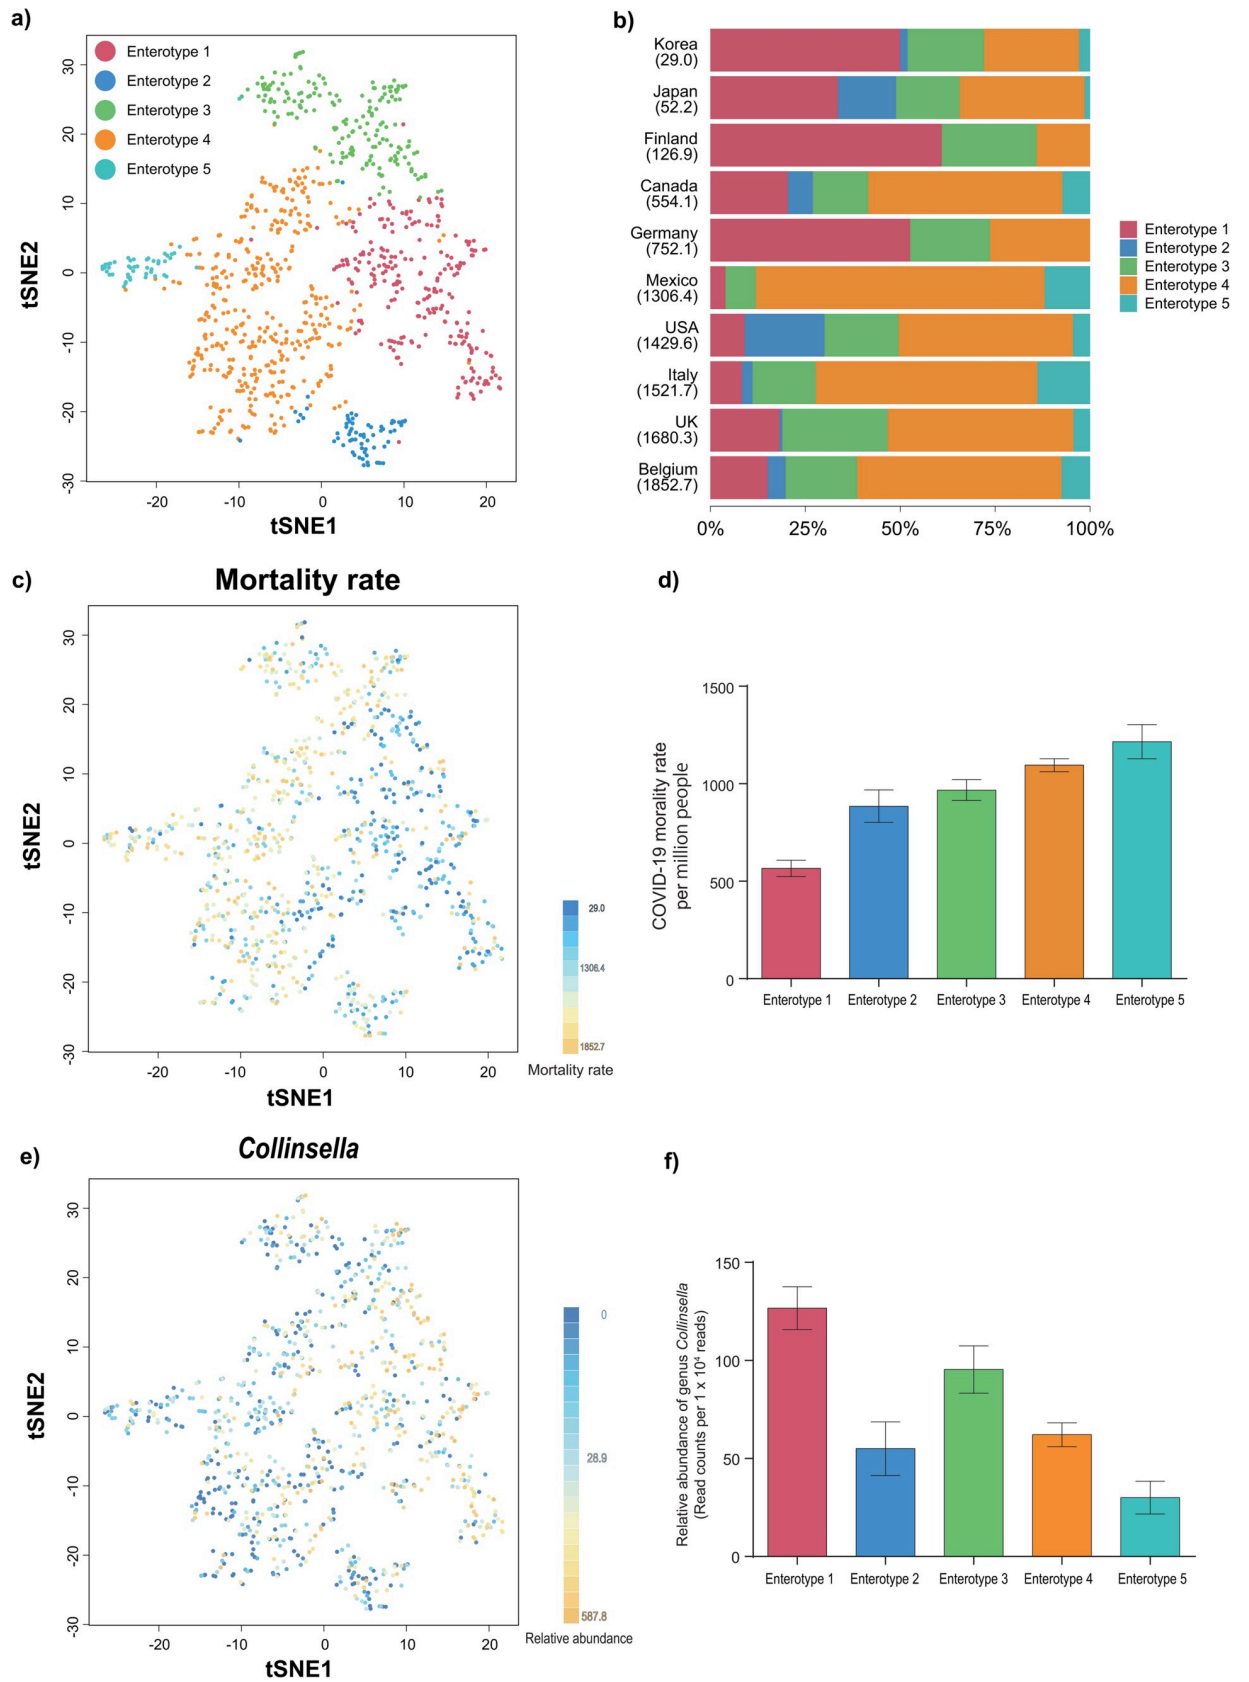 a)
Enterotype 1
Enterotype 2
Enterotype 3
Enterotype 4
Enterotype 5
30
20
10
0
-10
-20
-30
tSNE2
-20
-10
0
10
20
tSNE1
b)
Korea
(29.0)
Japan
(52.2)
Finland
(126.9)
Canada
(554.1)
Germany
(752.1)
Mexico
(1306.4)
USA
(1429.6)
Italy
(1521.7)
UK
(1680.3)
Belgium
(1852.7)
0%
25%
50%
75%
100%
Enterotype 1
Enterotype 2
Enterotype 3
Enterotype 4
Enterotype 5
c)
Mortality rate
30
20
10
0
-10
-20
-30
tSNE2
-20
-10
0
10
20
tSNE1
29.0
1306.4
1852.7
Mortality rate
d)
COVID-19 morality rate
per million people
1500
1000
500
0
Enterotype 1
Enterotype 2
Enterotype 3
Enterotype 4
Enterotype 5
e)
Collinsella
30
20
10
0
-10
-20
-30
tSNE2
-20
-10
0
10
20
tSNE1
0
28.9
587.8
Relative abundance
f)
Relative abundance of genus Collinsella
(Read counts per 1 x 10⁴ reads)
150
100
50
0
Enterotype 1
Enterotype 2
Enterotype 3
Enterotype 4
Enterotype 5